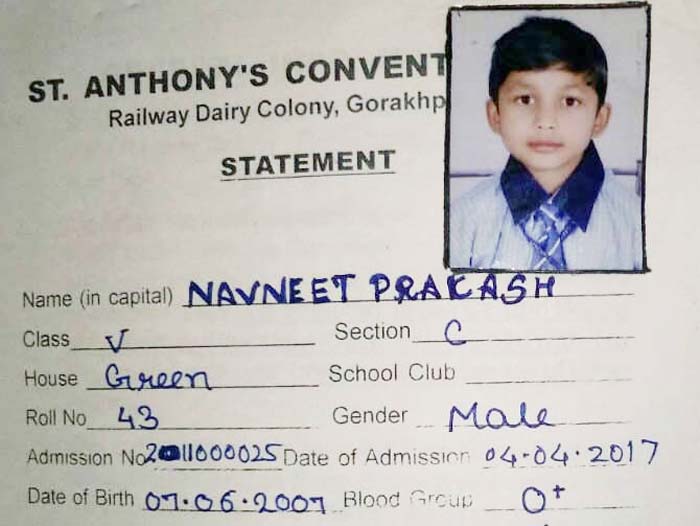 ST. ANTHONY'S CONVENT
Railway Dairy Colony, Gorakhp
STATEMENT
Name (in capital) NAVNEET PRAKASH
Class V Section C
House Green School Club
Roll No 43 Gender Male
Admission No 2011000025 Date of Admission 04.04.2017
Date of Birth 07.06.2007 Blood Group O+